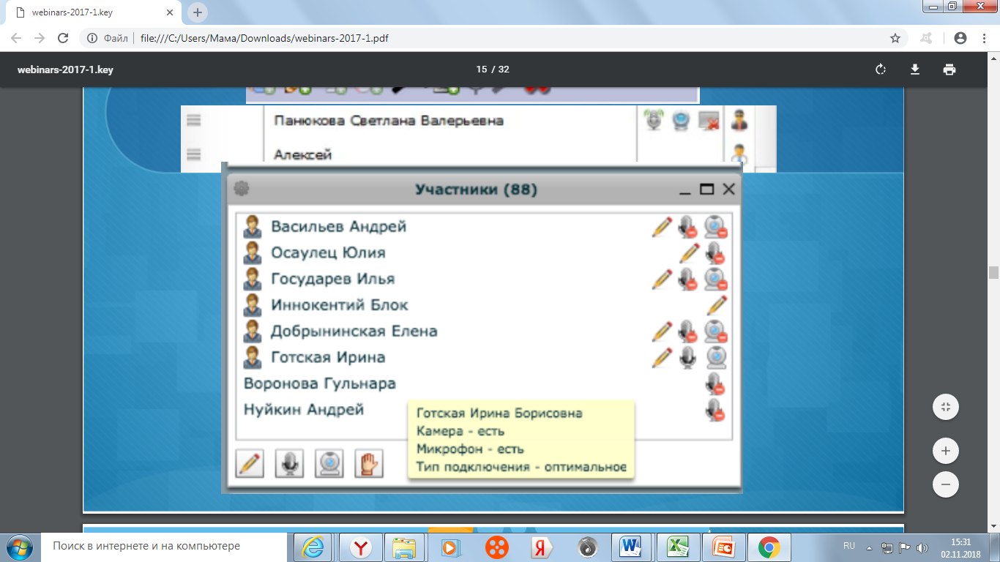 webinars-2017-1.key
Файл
file:///C:/Users/Мама/Downloads/webinars-2017-1.pdf
webinars-2017-1.key
15 / 32
Панюкова Светлана Валерьевна
Алексей
Участники (88)
Васильев Андрей
Осаулец Юлия
Государев Илья
Иннокентий Блок
Добрынинская Елена
Готская Ирина
Воронова Гульнара
Нуйкин Андрей
Готская Ирина Борисовна
Камера - есть
Микрофон - есть
Тип подключения - оптимальное
Поиск в интернете и на компьютере
RU
15:31
02.11.2018